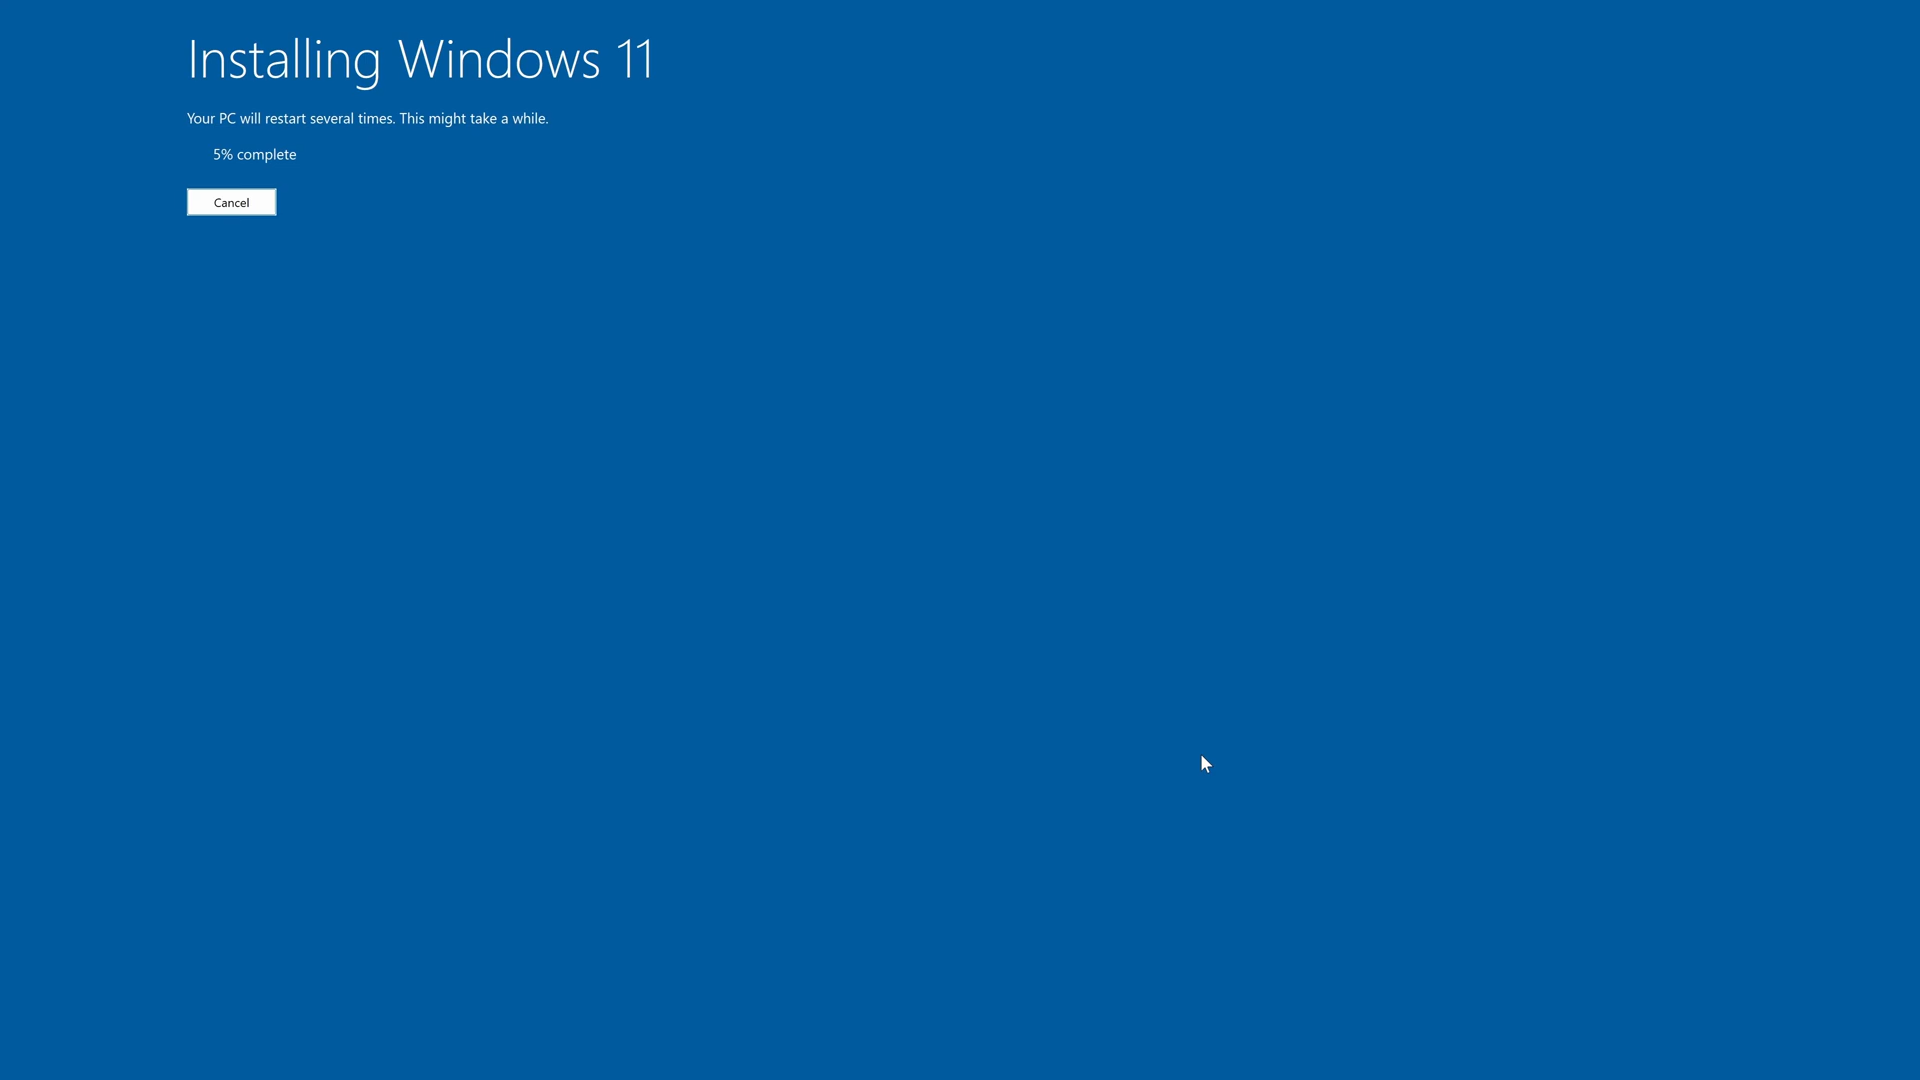 Installing Windows 11
Your PC will restart several times. This might take a while.
5% complete
Cancel